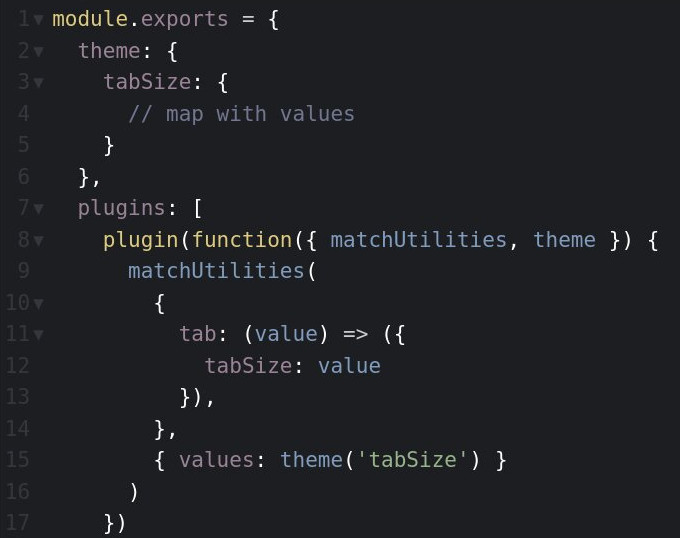 1 module.exports = {
2 theme: {
3 tabSize: {
4 // map with values
5 }
6 },
7 plugins: [
8 plugin(function({ matchUtilities, theme }) {
9 matchUtilities(
10 {
11 tab: (value) => ({
12 tabSize: value
13 }),
14 },
15 { values: theme('tabSize') }
16 )
17 })